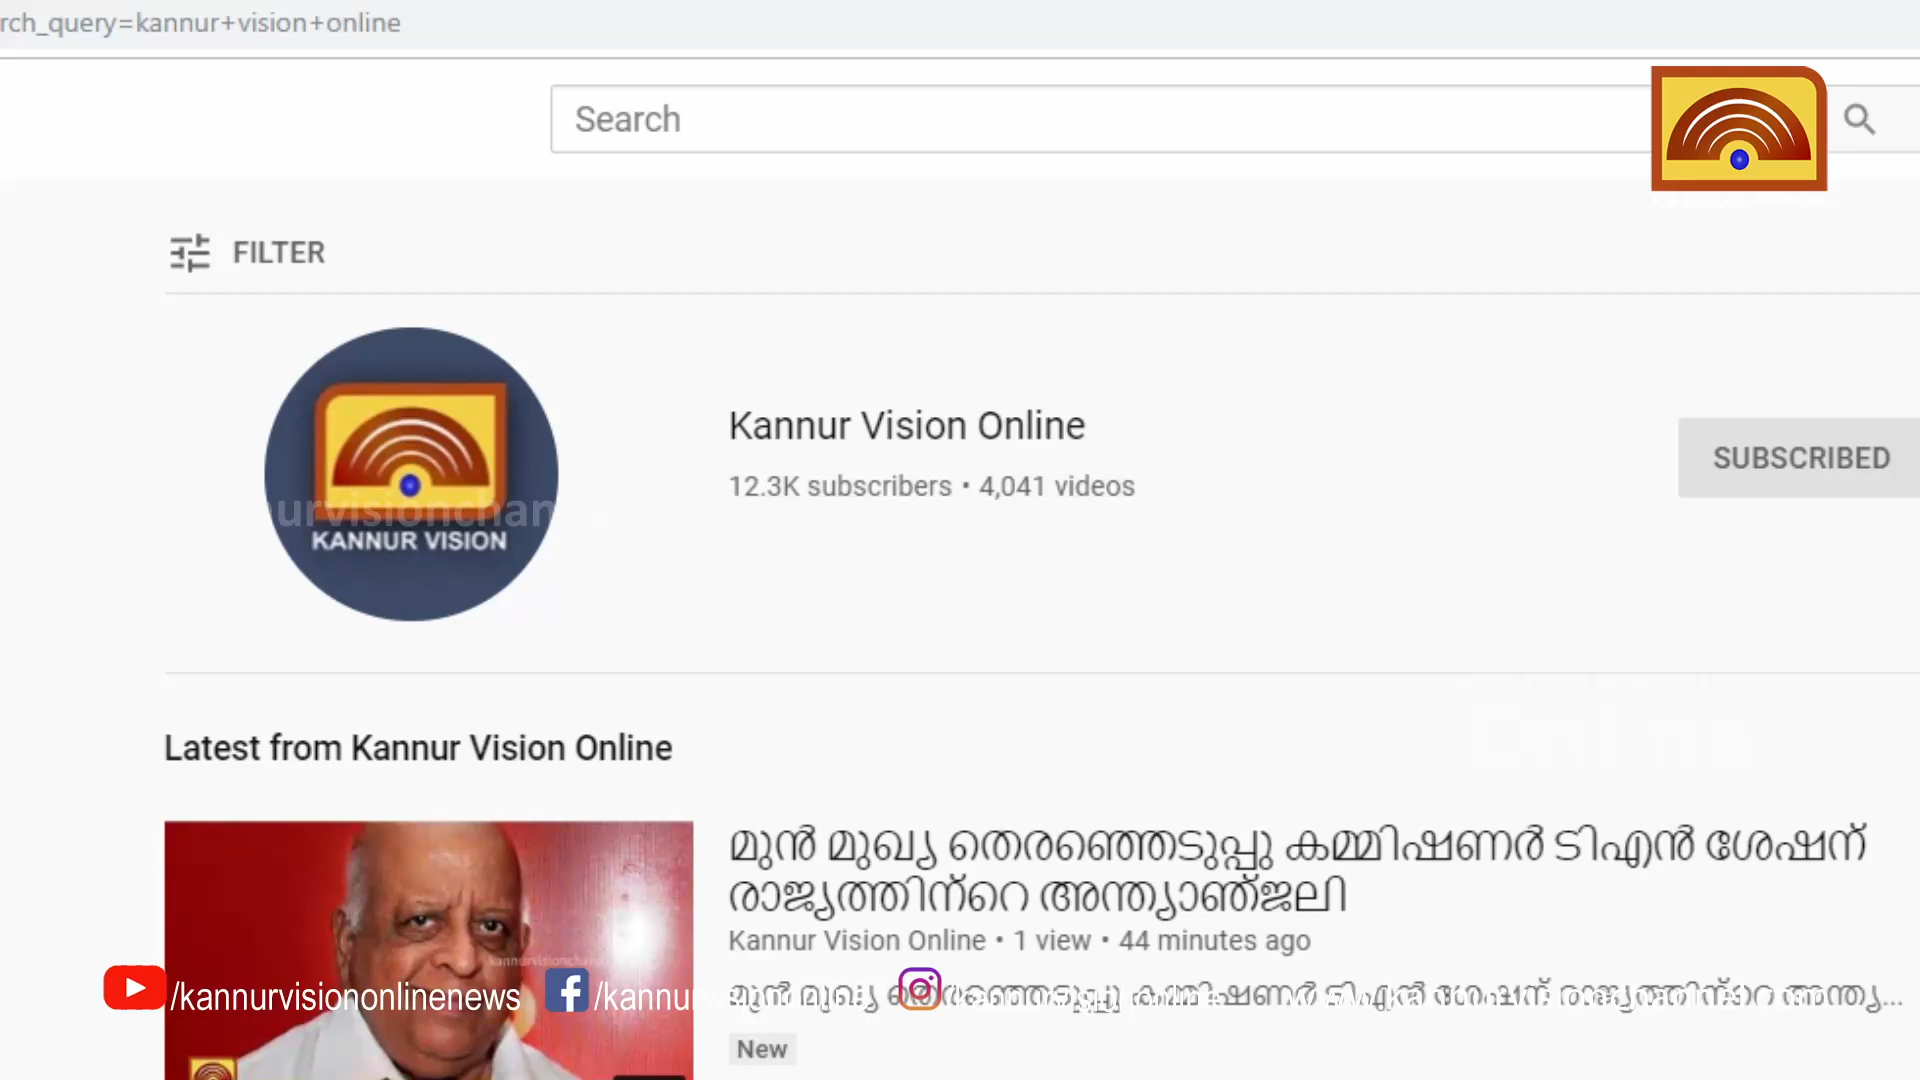 rch_query=kannur+vision+online
Search
FILTER
KANNUR VISION
Kannur Vision Online
12.3K subscribers • 4,041 videos
SUBSCRIBED
Latest from Kannur Vision Online
മുൻ മുഖ്യ തെരഞ്ഞെടുപ്പു കമ്മിഷണർ ടിഎൻ ശേഷന്
രാജ്യത്തിന്റെ അന്ത്യാഞ്ജലി
Kannur Vision Online • 1 view • 44 minutes ago
/kannurvisiononlinenews
New